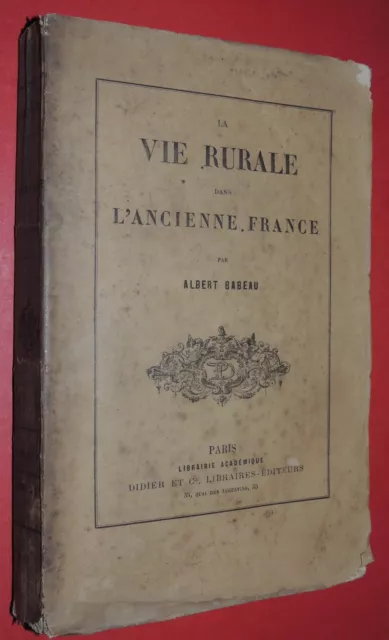 LA
VIE RURALE
DANS
L'ANCIENNE FRANCE
PAR
ALBERT BABEAU
PARIS
LIBRAIRIE ACADÉMIQUE
DIDIER ET Cie, LIBRAIRES-ÉDITEURS
35, QUAI DES AUGUSTINS, 35